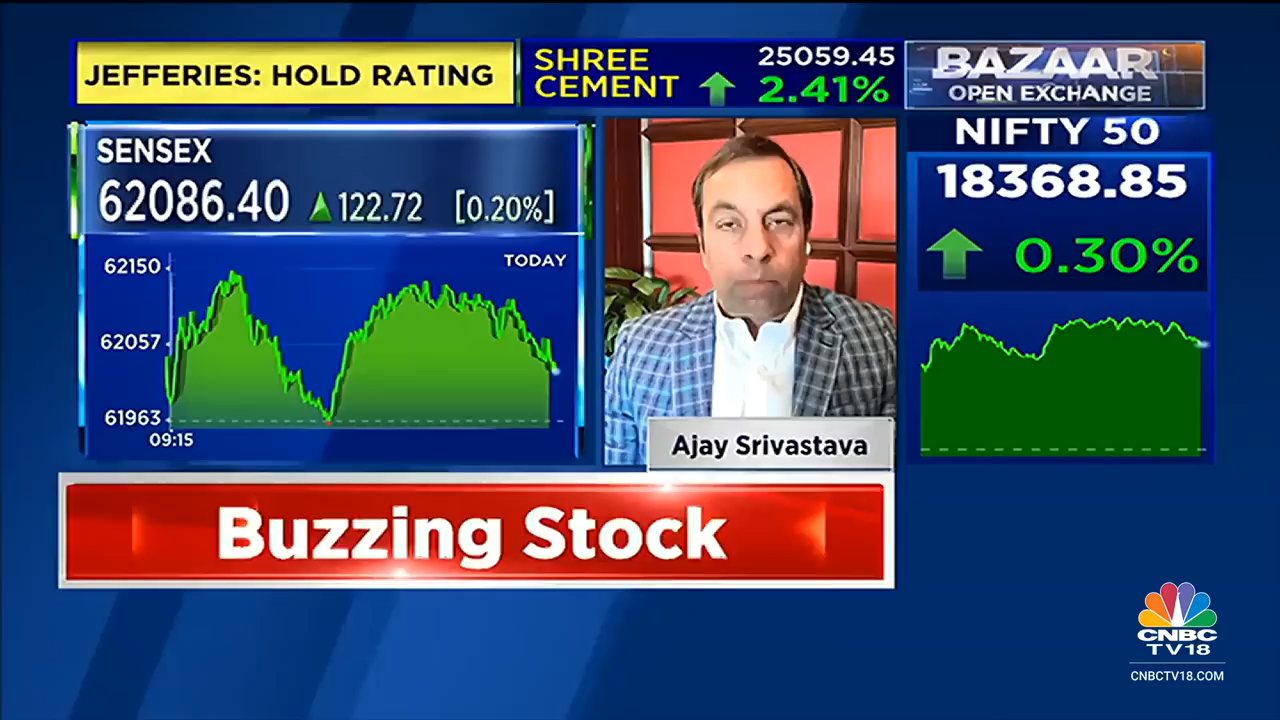 JEFFERIES: HOLD RATING
SHREE
CEMENT
25059.45
2.41%
BAZAAR
OPEN EXCHANGE
SENSEX
62086.40 122.72 [0.20%]
TODAY
62150
62057
61963
09:15
Ajay Srivastava
NIFTY 50
18368.85
0.30%
Buzzing Stock
CNBC
TV18
CNBCTV18.COM